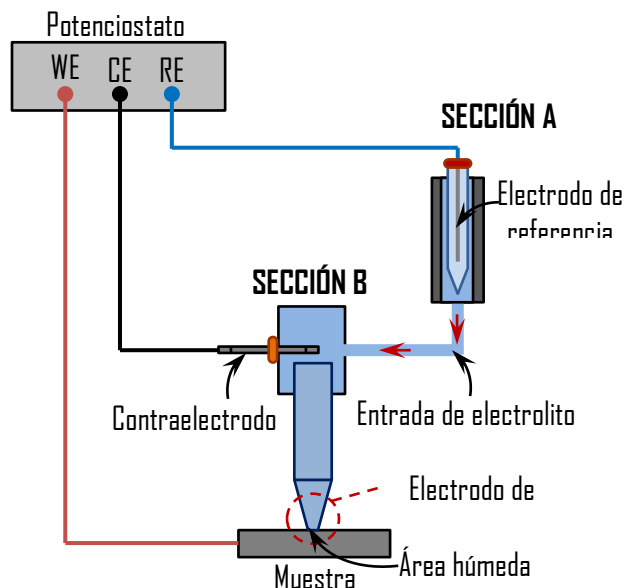 Potenciostato
WE CE RE
SECCIÓN A
Electrodo de
referencia
SECCIÓN B
Contraelectrodo
Entrada de electrolito
Electrodo de
Área húmeda
Muestra